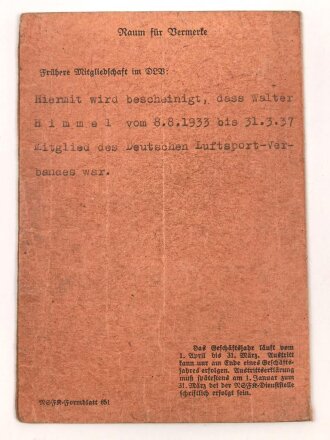 Raum für Vermerke
Frühere Mitgliedschaft im DLV:
Hiermit wird bescheinigt, dass Walter
H i m m e l vom 8.8.1933 bis 31.3.37
Mitglied des Deutschen Luftsport-Ver-
bandes war.
Das Geschäftsjahr läuft vom
1. April bis 31. März. Austritt
kann nur am Ende eines Geschäfts-
jahres erfolgen. Austrittserklärung
muß spätestens am 1. Januar zum
31. März bei der NSFK-Dienststelle
schriftlich erfolgt sein.
NSFK-Formblatt